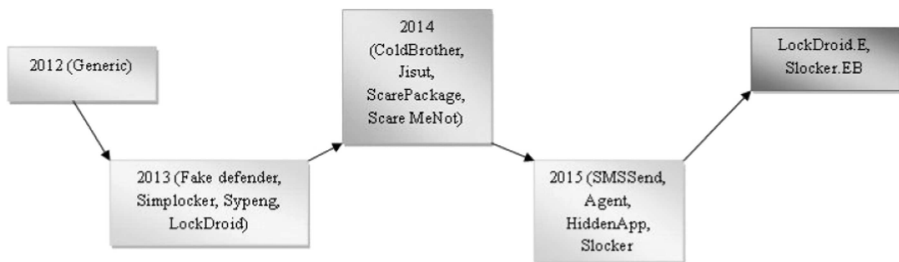 2012 (Generic)
2013 (Fake defender,
Simplocker, Sypeng,
LockDroid)
2014
(ColdBrother,
Jisut,
ScarePackage,
Scare MeNot)
2015 (SMSSend,
Agent,
HiddenApp,
Slocker
LockDroid.E,
Slocker.EB